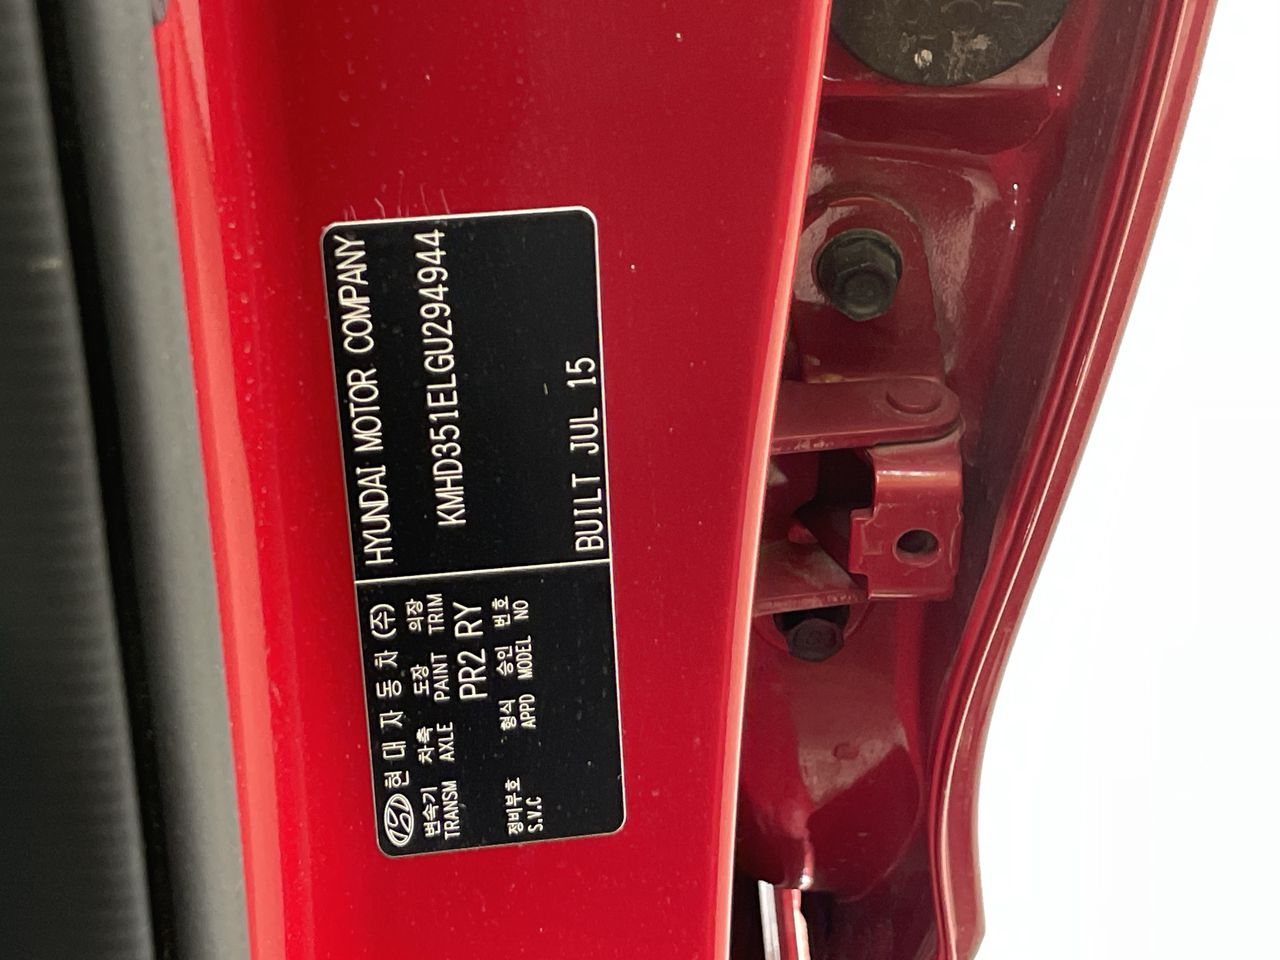 현대자동차(주)
변속기 차축 도장 의장
TRANSM AXLE PAINT TRIM
PR2 RY
정비부호 형식 승인 번호
S.V.C APPD MODEL NO
HYUNDAI MOTOR COMPANY
KMHD351ELGU294944
BUILT JUL 15